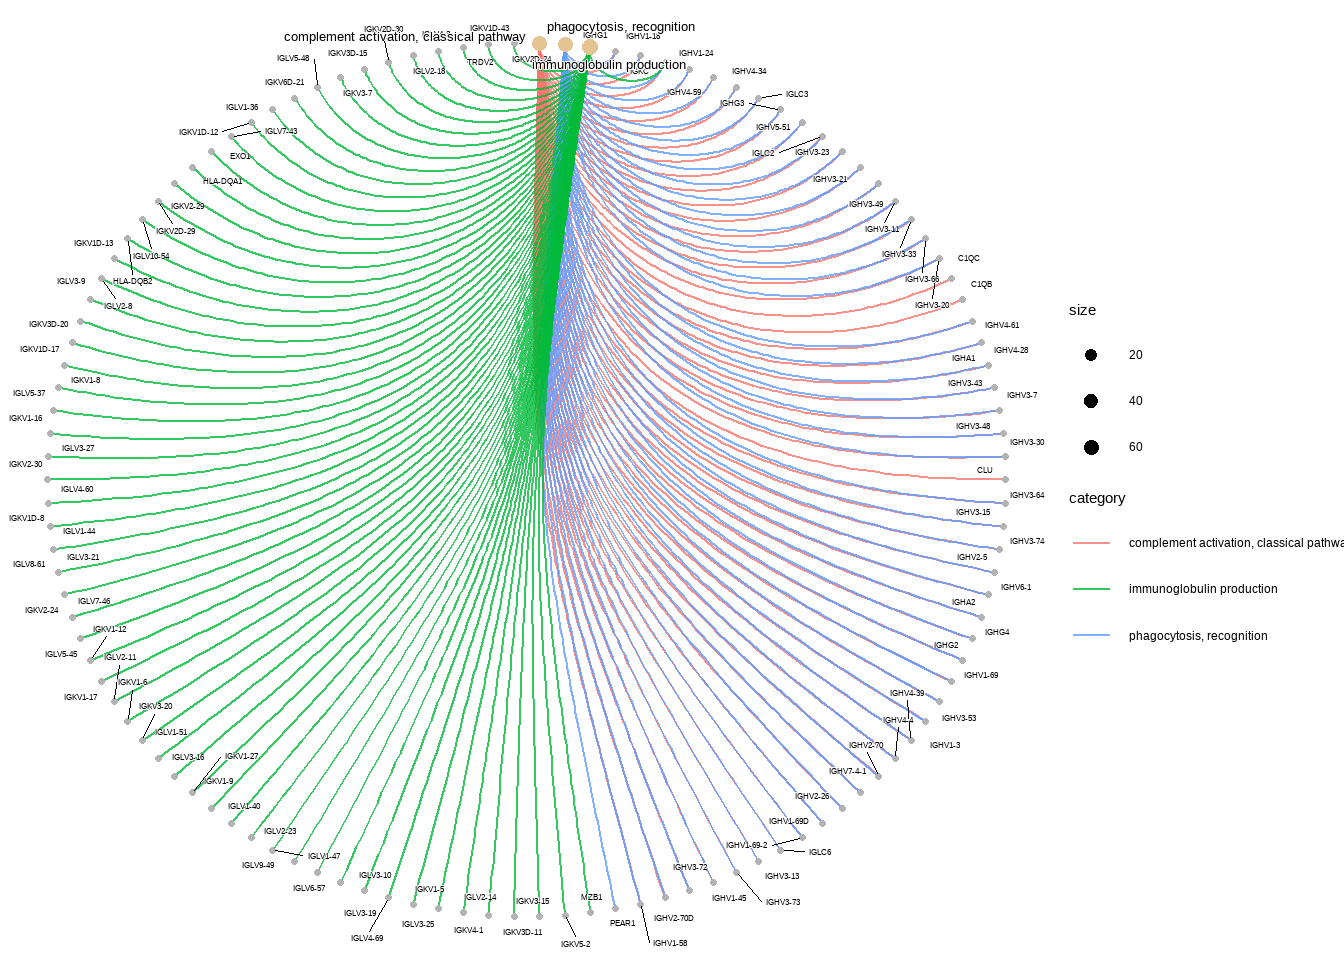 phagocytosis, recognition
complement activation, classical pathway
immunoglobulin production
IGKV2D-30
IGKV1D-43
IGHG1
IGHV1-16
IGKV3D-15
IGLV2-18
TRDV2
IGKV2D-24
IGKC
IGHV1-24
IGLV5-48
IGKV6D-21
IGKV3-7
IGHV4-59
IGHV4-34
IGLV1-36
IGHG3
IGLC3
IGKV1D-12
IGLV7-43
IGHV5-51
EXO1
IGLC2
IGHV3-23
HLA-DQA1
IGHV3-21
IGKV2-29
IGHV3-49
IGKV2D-29
IGHV3-11
IGKV1D-13
IGLV10-54
IGHV3-33
C1QC
IGLV3-9
HLA-DQB2
IGHV3-66
C1QB
IGLV2-8
IGHV3-20
IGKV3D-20
IGHV4-61
IGKV1D-17
IGHA1
IGHV4-28
IGKV1-8
IGHV3-43
IGLV5-37
IGHV3-7
IGKV1-16
IGHV3-48
IGLV3-27
IGHV3-30
IGKV2-30
CLU
IGLV4-60
IGHV3-64
IGKV1D-8
IGHV3-15
IGLV1-44
IGHV3-74
IGLV3-21
IGHV2-5
IGLV8-61
IGHV6-1
IGLV7-46
IGHA2
IGKV2-24
IGHG4
IGKV1-12
IGHG2
IGLV5-45
IGLV2-11
IGHV1-69
IGKV1-17
IGKV1-6
IGHV4-39
IGKV3-20
IGHV3-53
IGHV4-4
IGLV1-51
IGHV2-70
IGHV1-3
IGLV3-16
IGKV1-27
IGHV7-4-1
IGKV1-9
IGLV1-40
IGHV2-26
IGLV2-23
IGHV1-69D
IGLV9-49
IGLV1-47
IGHV1-69-2
IGLC6
IGLV6-57
IGLV3-10
IGHV3-72
IGHV3-13
IGLV3-19
IGKV1-5
IGLV2-14
IGKV3-15
MZB1
IGHV1-45
IGHV3-73
IGLV4-69
IGLV3-25
IGKV4-1
IGKV3D-11
IGKV5-2
PEAR1
IGHV2-70D
IGHV1-58
size
20
40
60
category
complement activation, classical pathwa
immunoglobulin production
phagocytosis, recognition